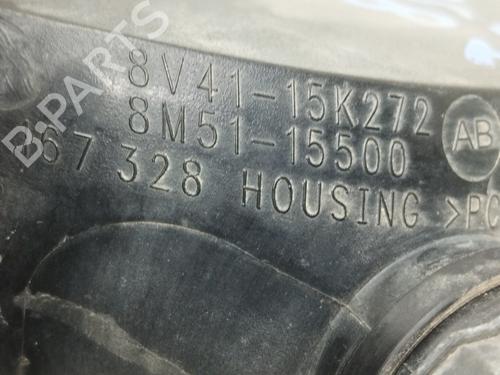 B-PARTS
8V41-15K272
8M51-15500
AB
167 328 HOUSING >PC